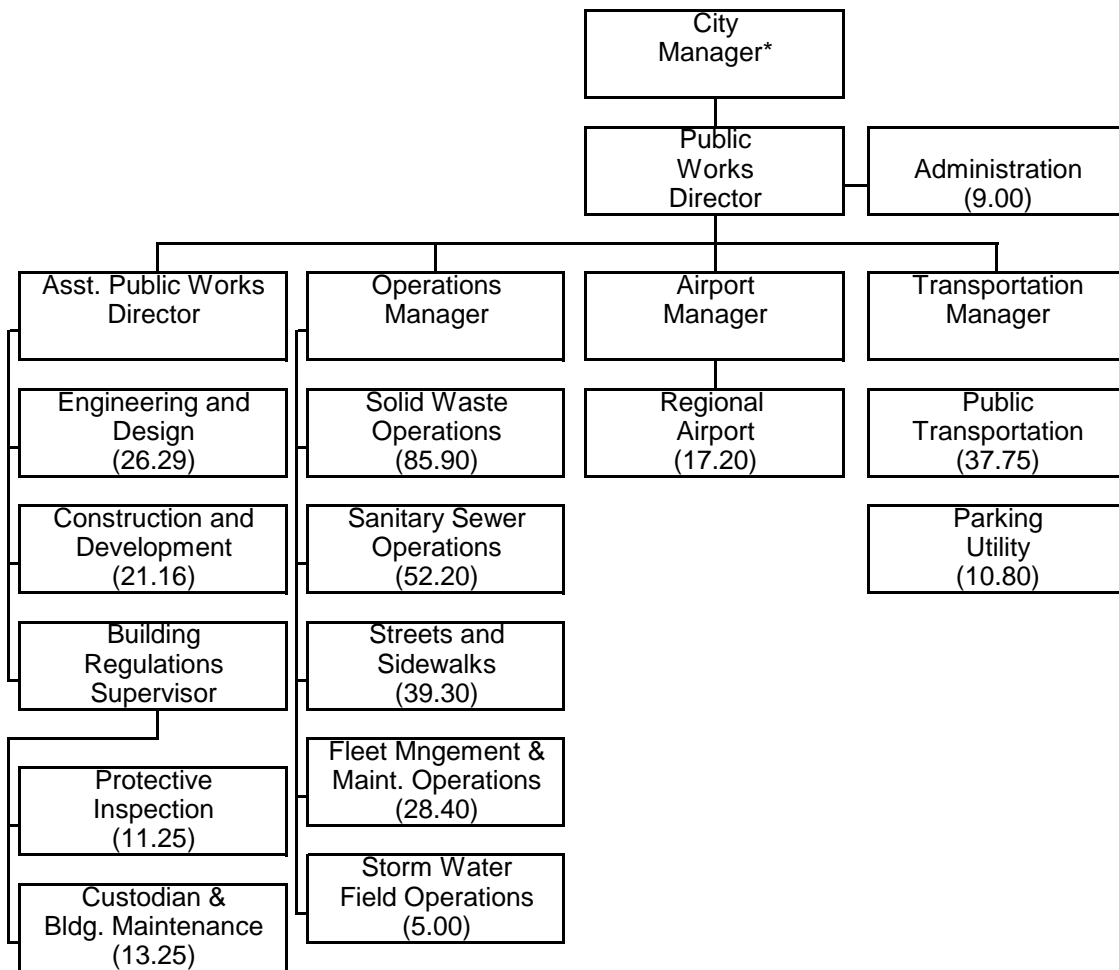 City
Manager*
Public
Works
Director
Administration
(9.00)
Asst. Public Works
Director
Operations
Manager
Airport
Manager
Transportation
Manager
Engineering and
Design
(26.29)
Solid Waste
Operations
(85.90)
Regional
Airport
(17.20)
Public
Transportation
(37.75)
Construction and
Development
(21.16)
Sanitary Sewer
Operations
(52.20)
Parking
Utility
(10.80)
Building
Regulations
Supervisor
Streets and
Sidewalks
(39.30)
Protective
Inspection
(11.25)
Fleet Mngement &
Maint. Operations
(28.40)
Custodian &
Bldg. Maintenance
(13.25)
Storm Water
Field Operations
(5.00)